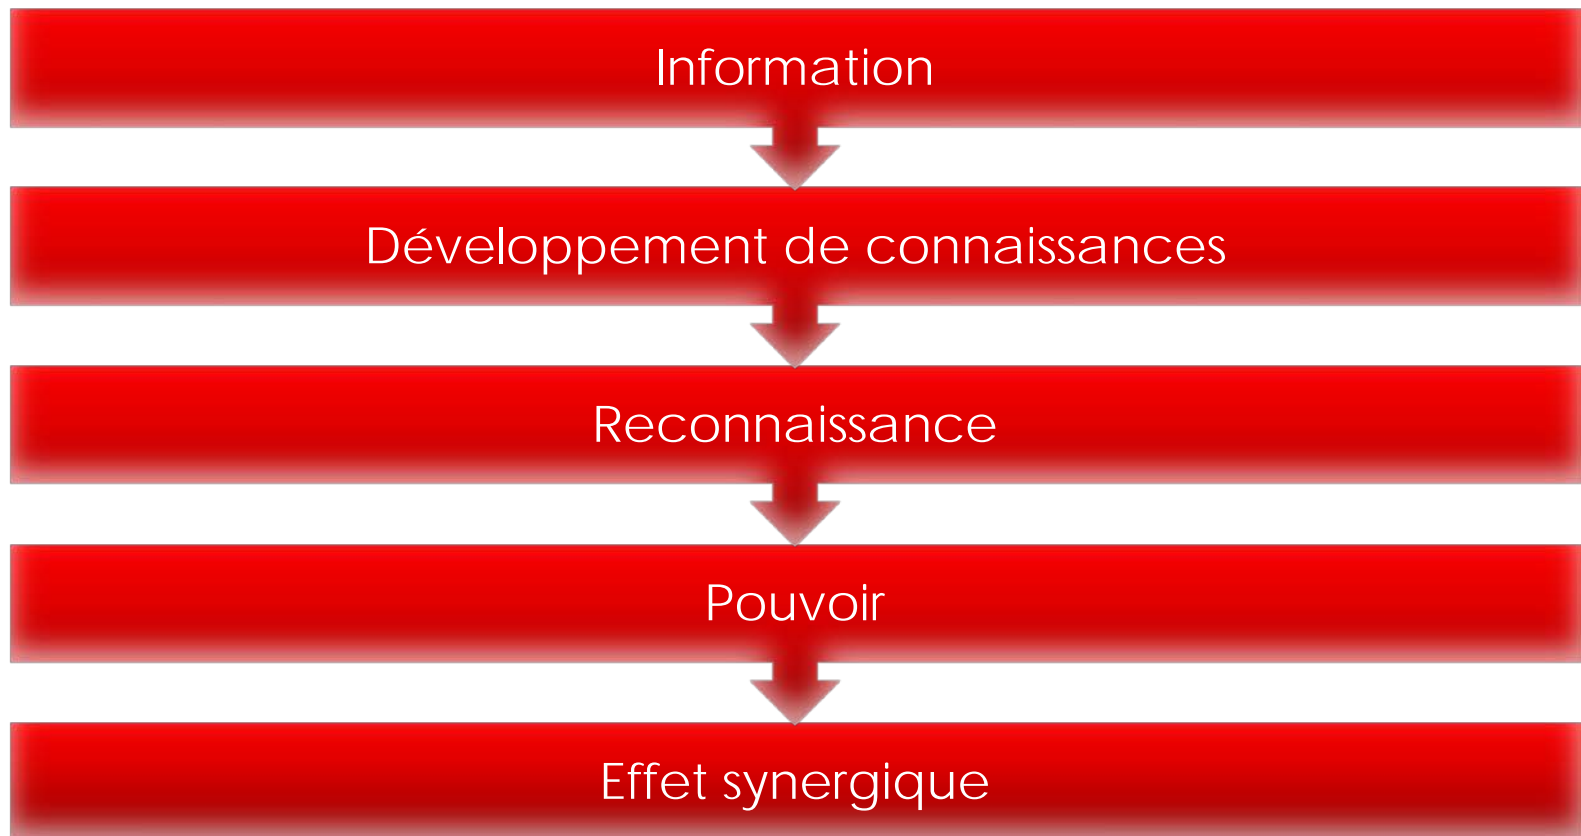 Information
Développement de connaissances
Reconnaissance
Pouvoir
Effet synergique